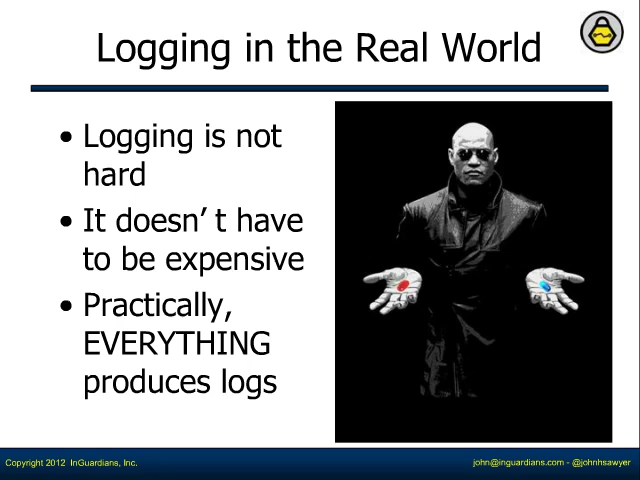 Logging in the Real World
• Logging is not
hard
• It doesn’ t have
to be expensive
• Practically,
EVERYTHING
produces logs
Copyright 2012 InGuardians, Inc.
john@inguardians.com - @johnhsawyer